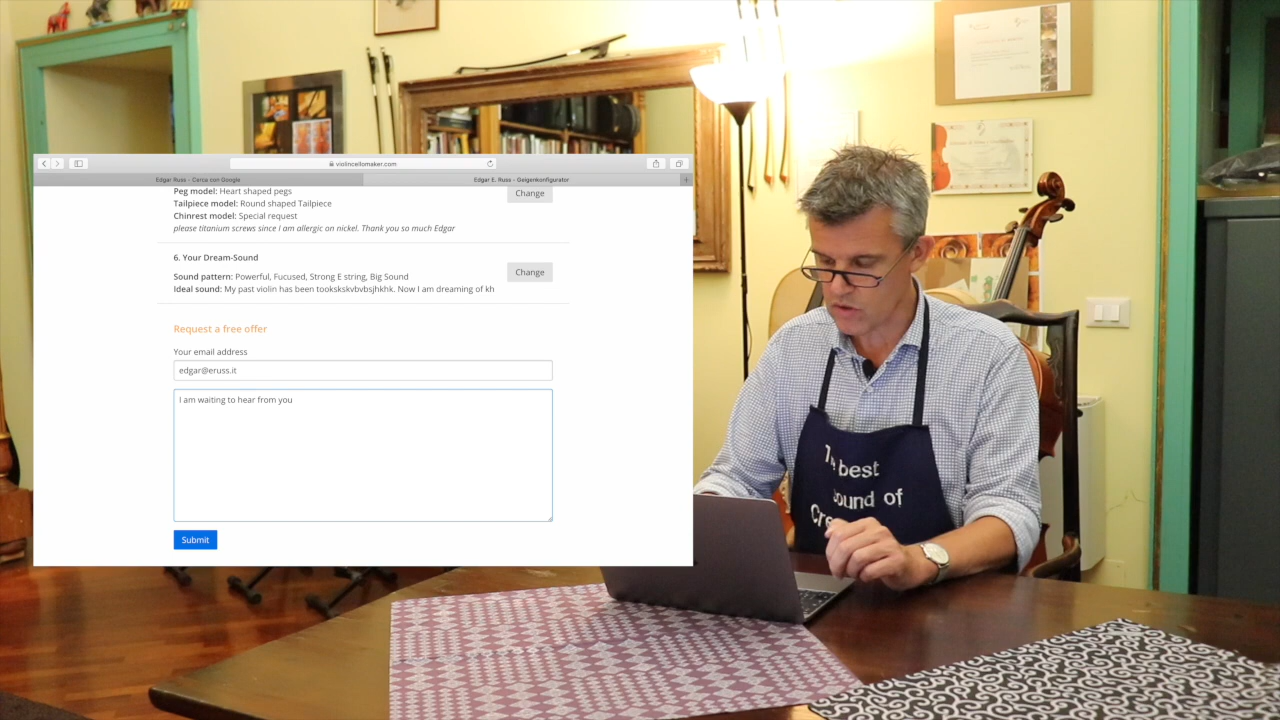 violincellomaker.com
Edgar Russ - Cerca con Google
Edgar E. Russ - Geigenkonfigurator
Peg model: Heart shaped pegs
Change
Tailpiece model: Round shaped Tailpiece
Chinrest model: Special request
please titanium screws since I am allergic on nickel. Thank you so much Edgar
6. Your Dream-Sound
Sound pattern: Powerful, Fucused, Strong E string, Big Sound
Change
Ideal sound: My past violin has been tookskskvbvbsjhkhk. Now I am dreaming of kh
Request a free offer
Your email address
edgar@eruss.it
I am waiting to hear from you
Submit
best
ound of
Cre